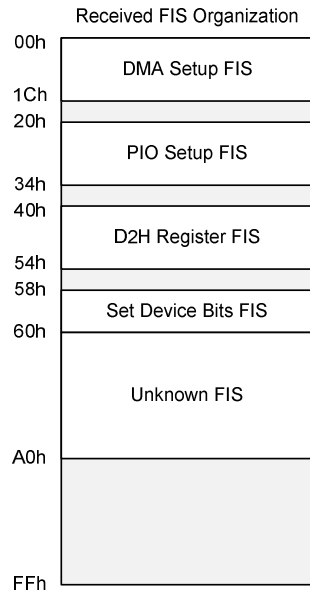 Received FIS Organization
00h
DMA Setup FIS
1Ch
20h
PIO Setup FIS
34h
40h
D2H Register FIS
54h
58h
Set Device Bits FIS
60h
Unknown FIS
A0h
FFh